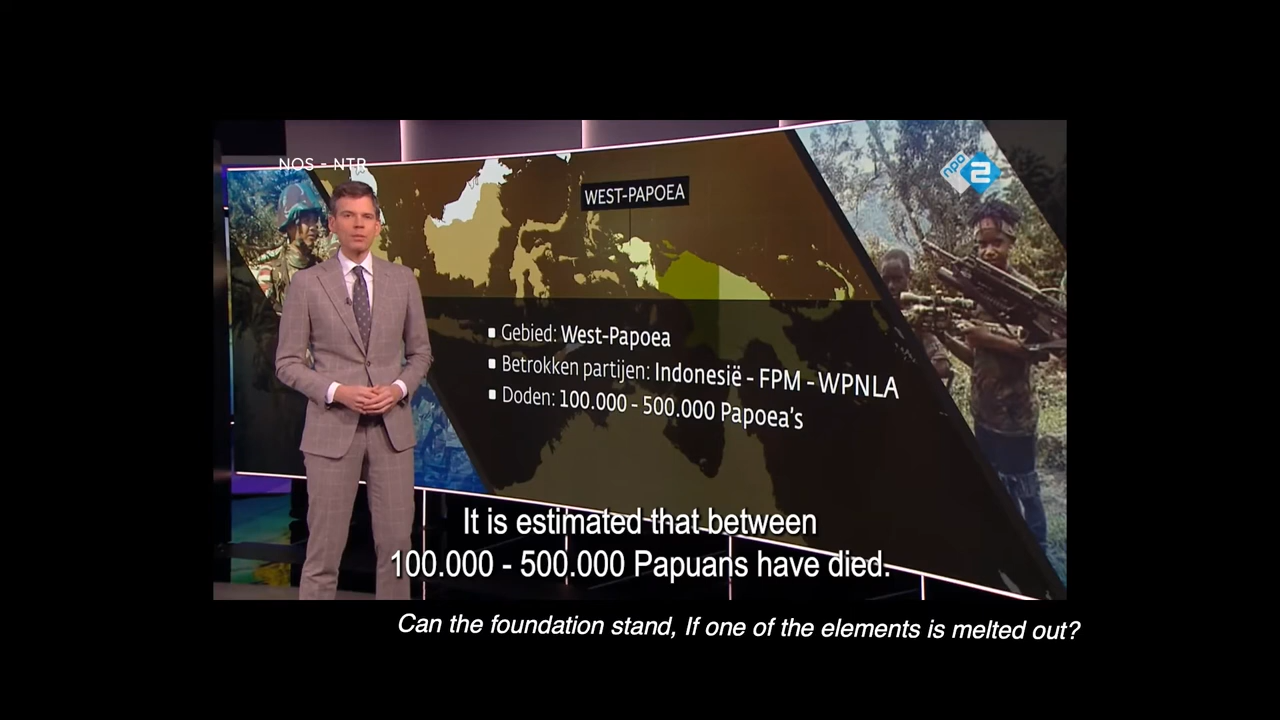 NOS - NTR
npo 2
WEST-PAPOEA
Gebied: West-Papoea
Betrokken partijen: Indonesië - FPM - WPNLA
Doden: 100.000 - 500.000 Papoea's
It is estimated that between
100.000 - 500.000 Papuans have died.
Can the foundation stand, If one of the elements is melted out?